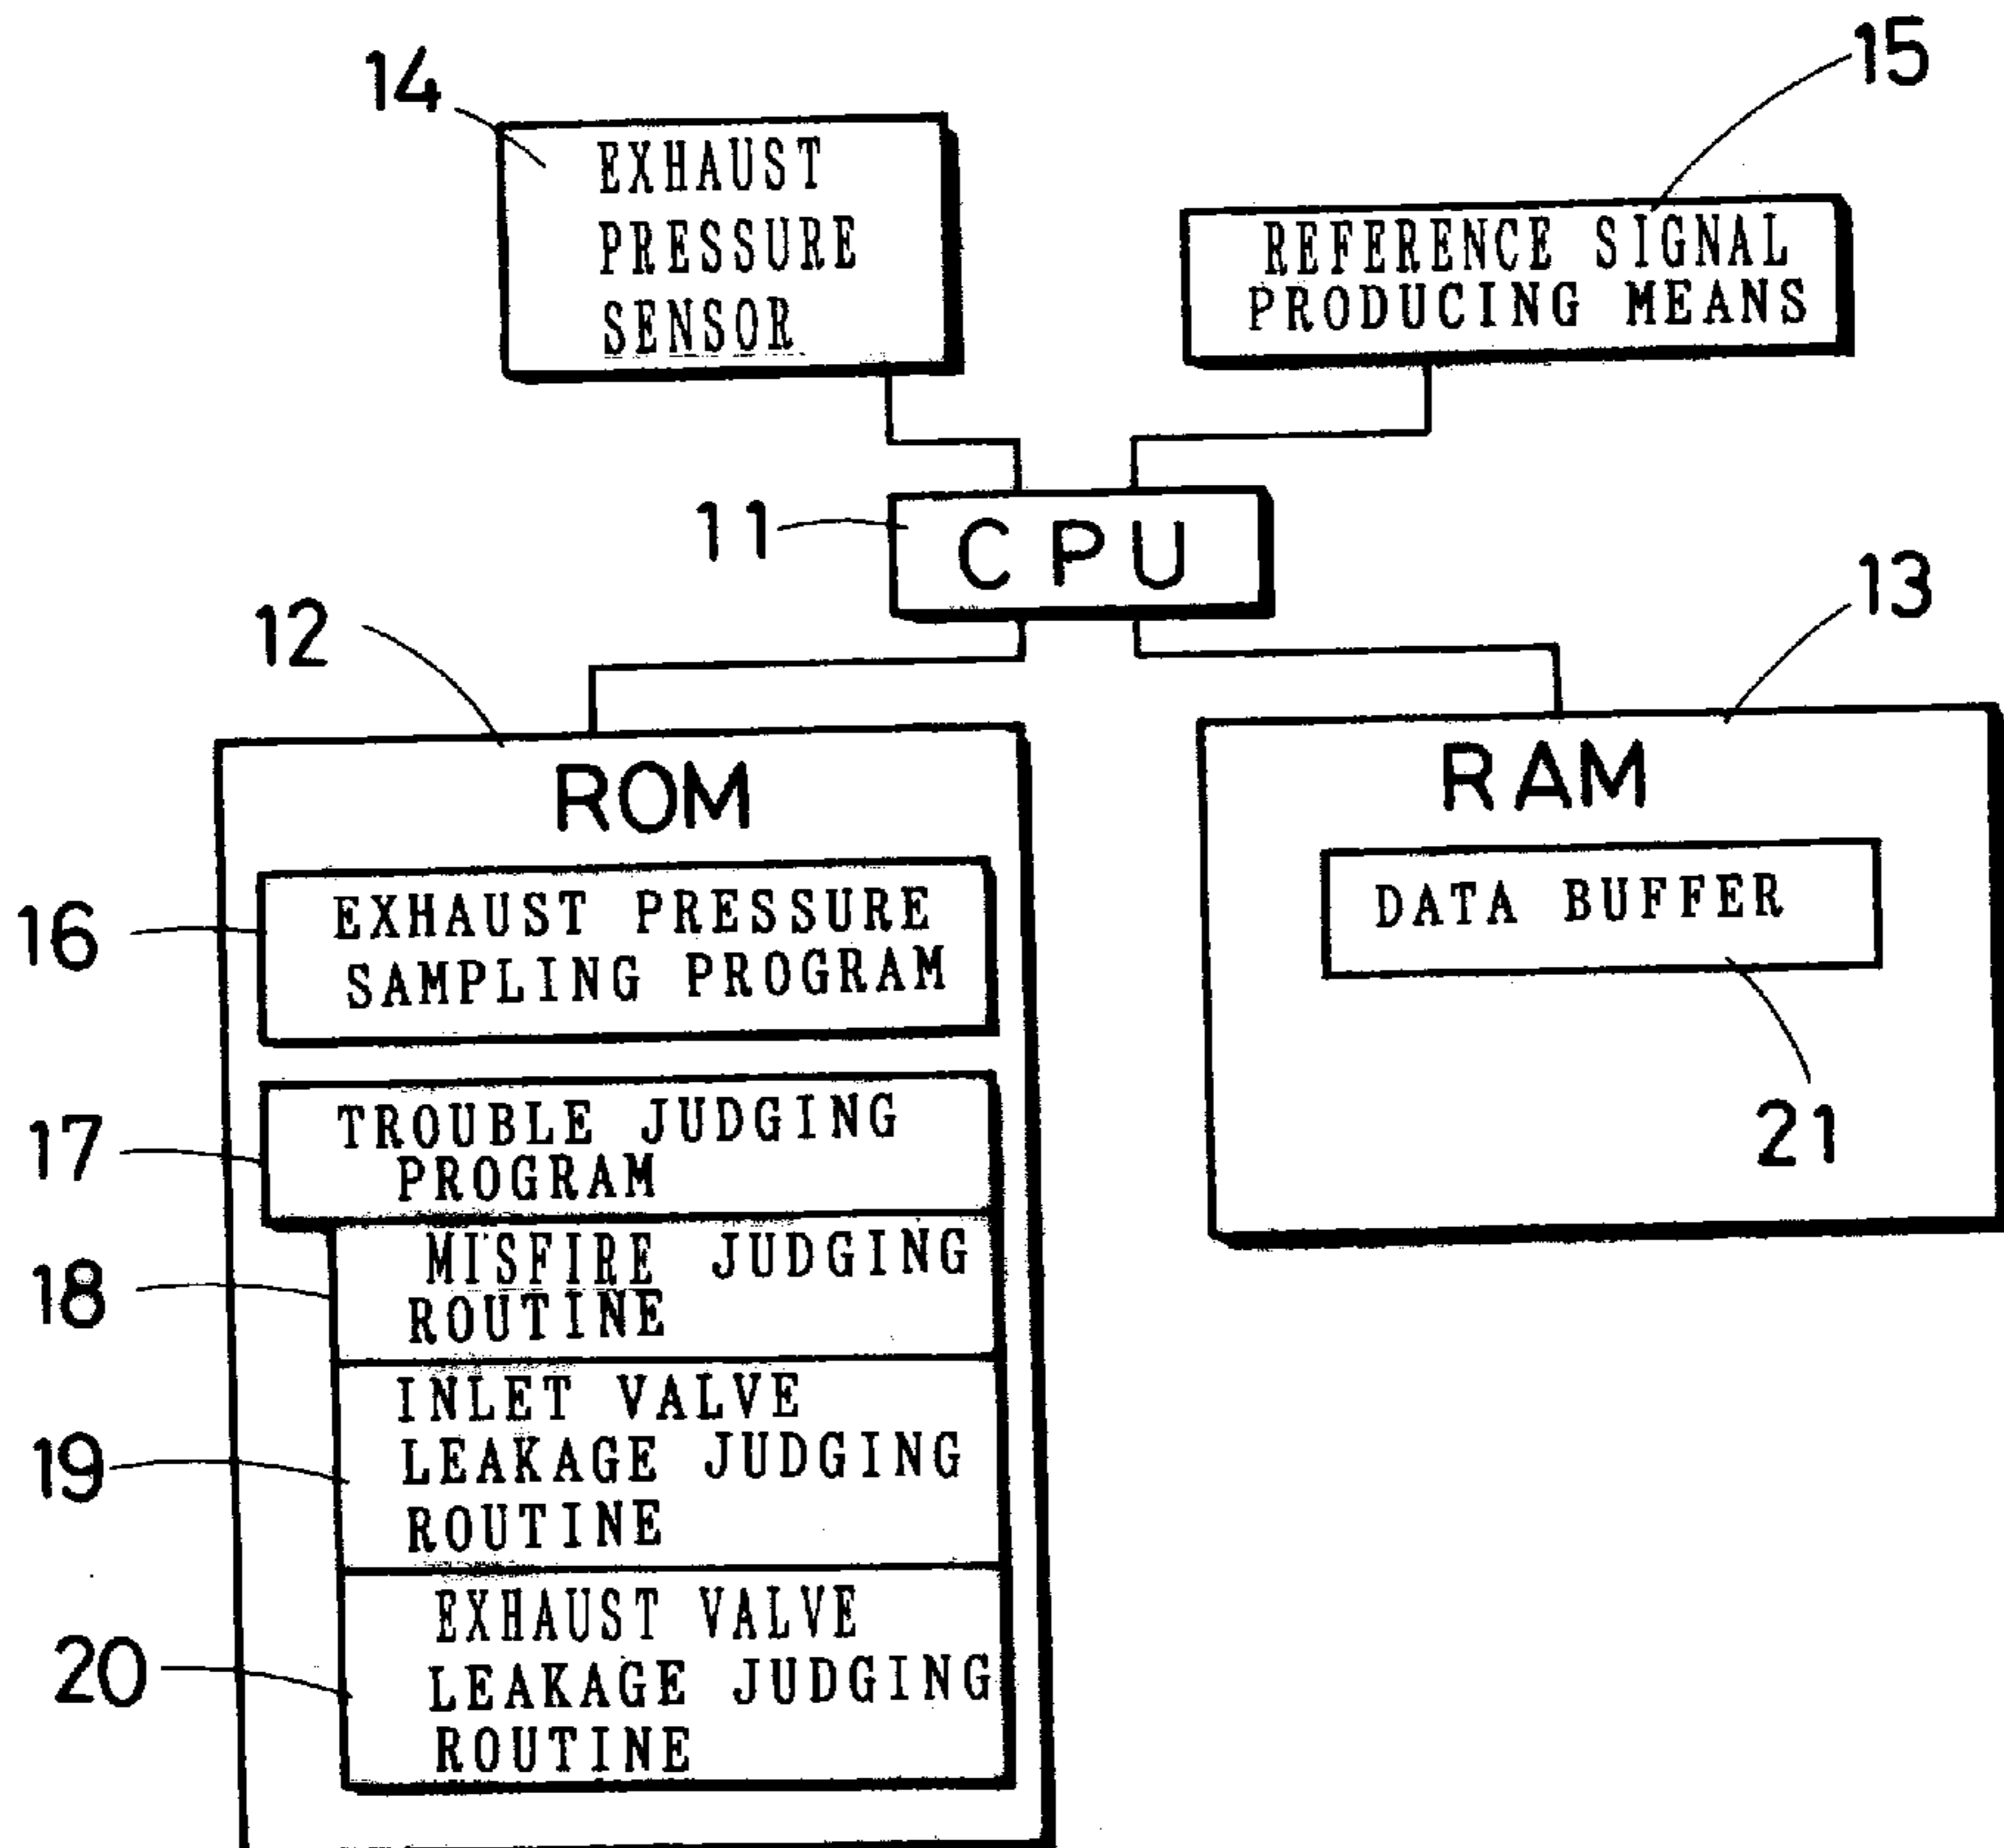 14
15
EXHAUST
PRESSURE
SENSOR
REFERENCE SIGNAL
PRODUCING MEANS
11
CPU
12
13
ROM
RAM
16
EXHAUST PRESSURE
SAMPLING PROGRAM
DATA BUFFER
21
17
TROUBLE JUDGING
PROGRAM
18
MISFIRE JUDGING
ROUTINE
19
INLET VALVE
LEAKAGE JUDGING
ROUTINE
20
EXHAUST VALVE
LEAKAGE JUDGING
ROUTINE